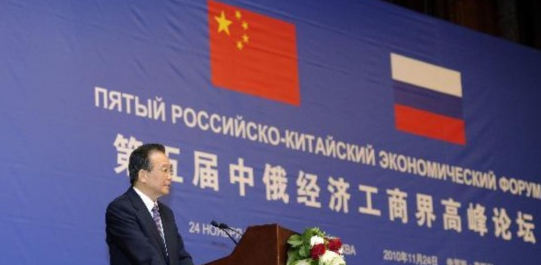 ПЯТЫЙ РОССИЙСКО-КИТАЙСКИЙ ЭКОНОМИЧЕСКИЙ ФОРУМ
第五届中俄经济工商界高峰论坛
24 2010年11月24日